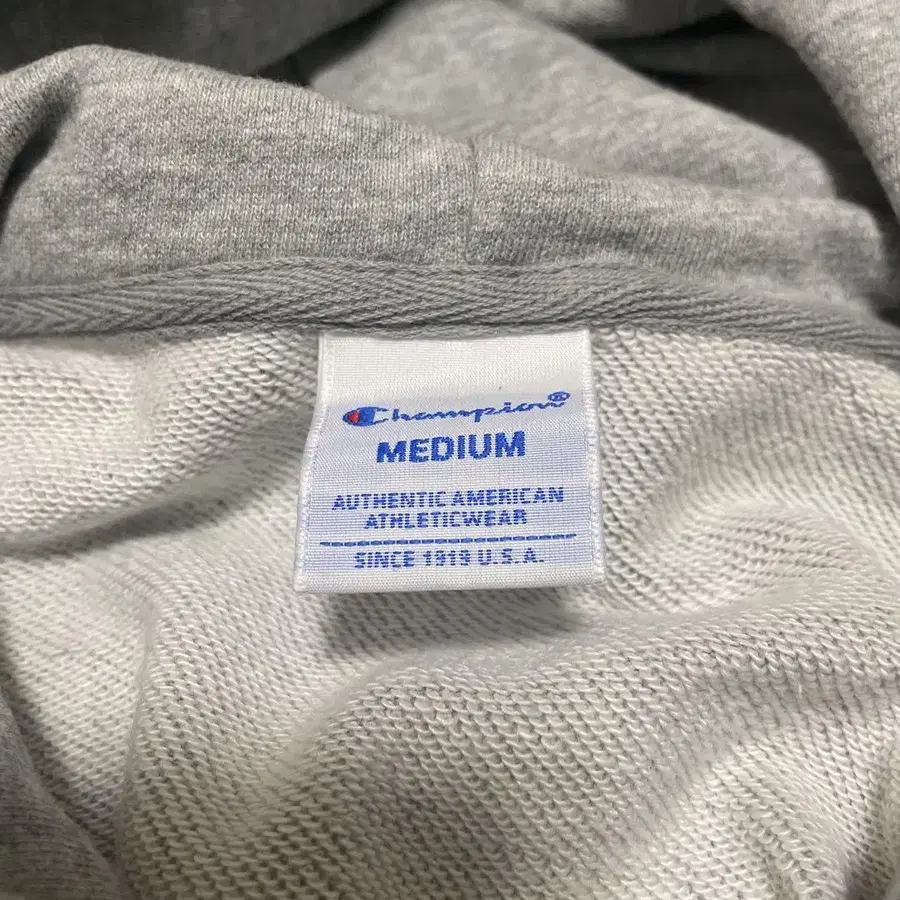 Champion®
MEDIUM
AUTHENTIC AMERICAN
ATHLETICWEAR
SINCE 1919 U.S.A.